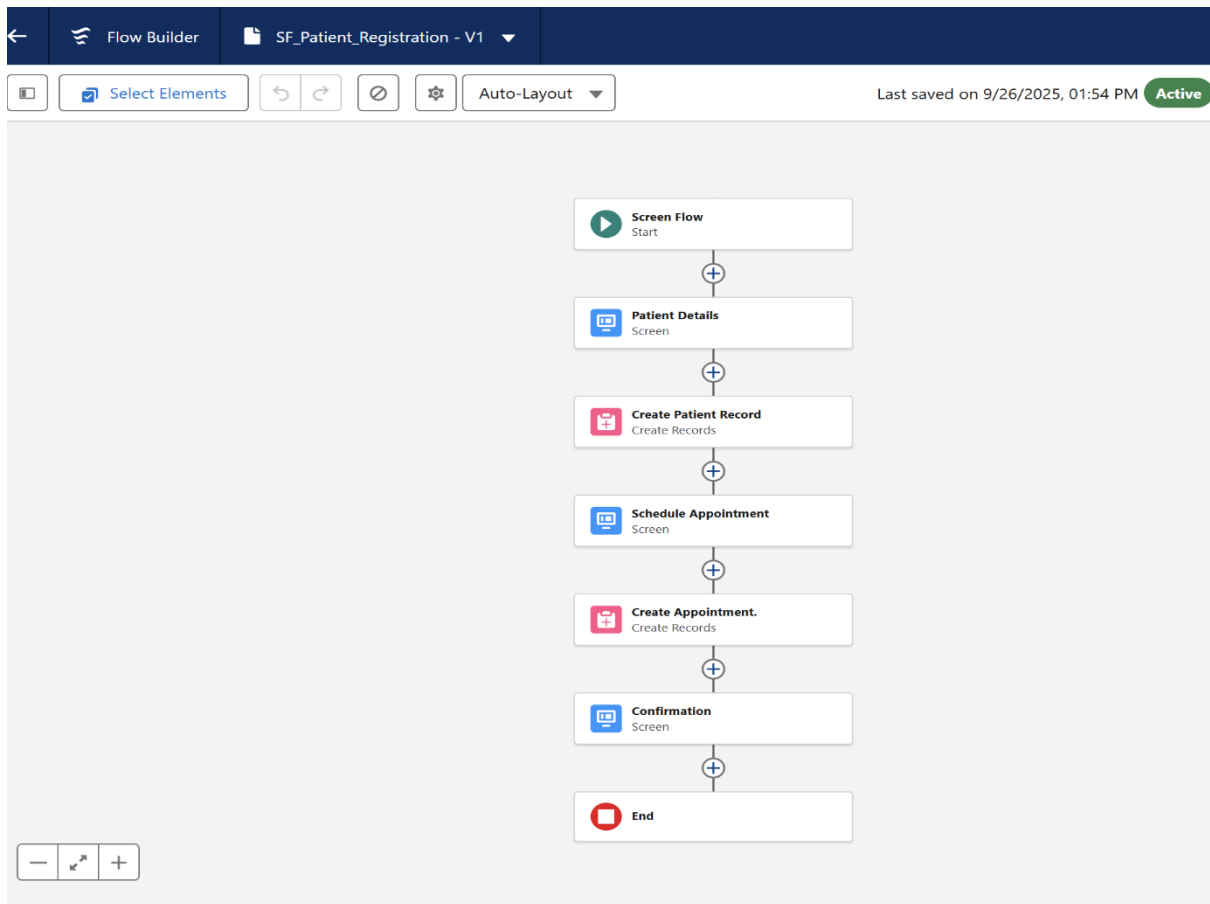 Flow Builder
SF_Patient_Registration - V1
Select Elements
Auto-Layout
Last saved on 9/26/2025, 01:54 PM
Active
Screen Flow
Start
Patient Details
Screen
Create Patient Record
Create Records
Schedule Appointment
Screen
Create Appointment.
Create Records
Confirmation
Screen
End